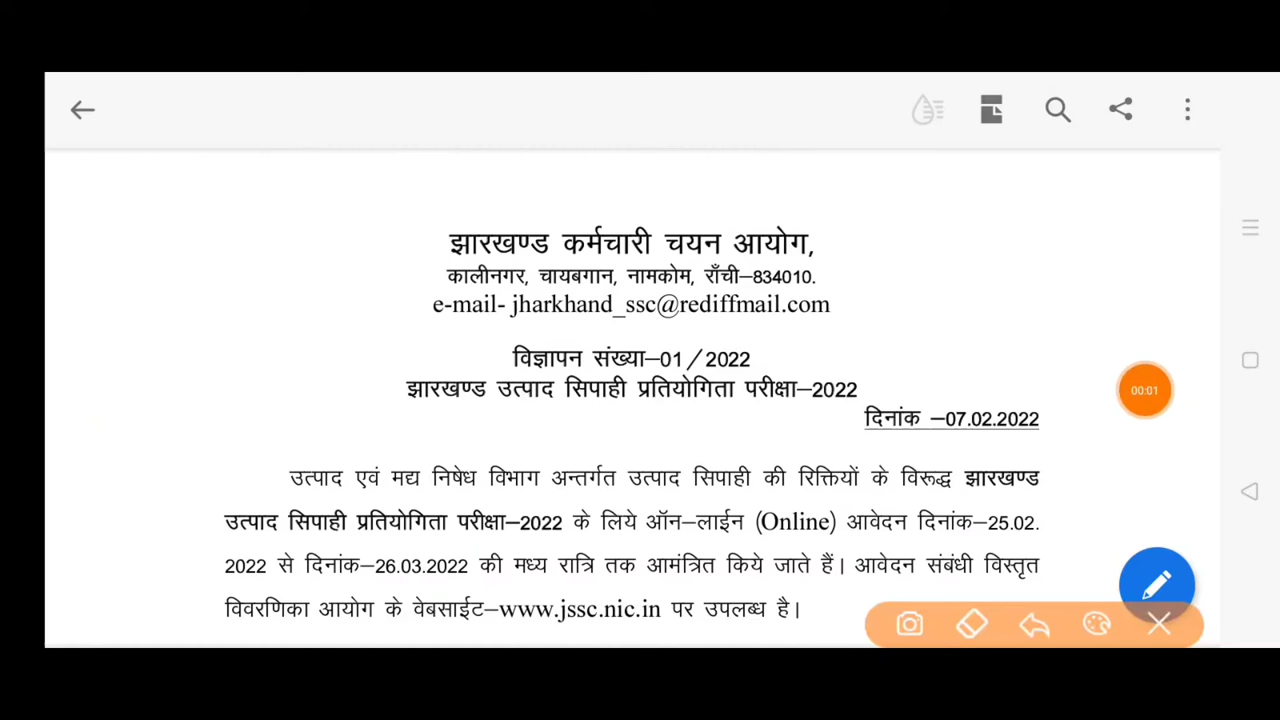 झारखण्ड कर्मचारी चयन आयोग,
कालीनगर, चायबगान, नामकोम, राँची–834010.
e-mail- jharkhand_ssc@rediffmail.com
विज्ञापन संख्या–01/2022
झारखण्ड उत्पाद सिपाही प्रतियोगिता परीक्षा–2022
दिनांक –07.02.2022
00:01
उत्पाद एवं मद्य निषेध विभाग अन्तर्गत उत्पाद सिपाही की रिक्तियों के विरूद्ध झारखण्ड
उत्पाद सिपाही प्रतियोगिता परीक्षा–2022 के लिये ऑन–लाईन (Online) आवेदन दिनांक–25.02.
2022 से दिनांक–26.03.2022 की मध्य रात्रि तक आमंत्रित किये जाते हैं। आवेदन संबंधी विस्तृत
विवरणिका आयोग के वेबसाईट–www.jssc.nic.in पर उपलब्ध है।